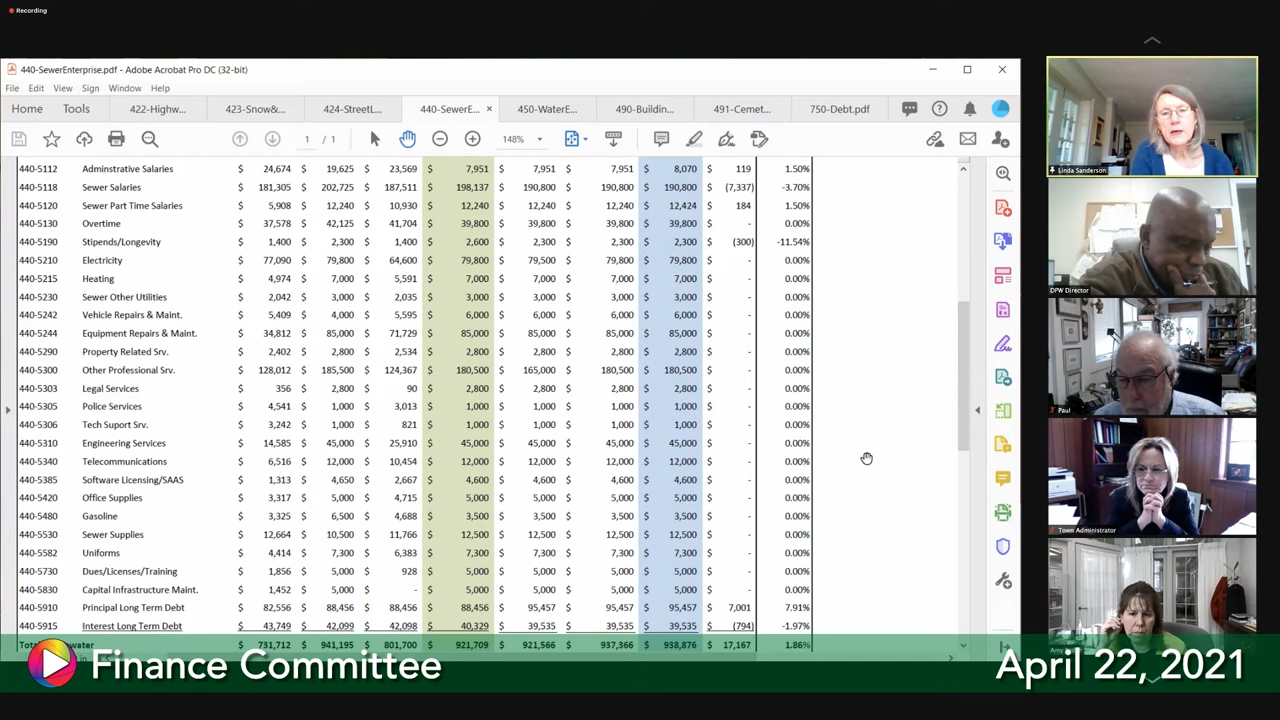 Recording
440-SewerEnterprise.pdf - Adobe Acrobat Pro DC (32-bit)
File Edit View Sign Window Help
Home Tools 422-Highw... 423-Snow&... 424-StreetL... 440-SewerE... × 450-WaterE... 490-Buildin... 491-Cemet... 750-Debt.pdf
1 / 1 148%
440-5112 Adminstrative Salaries $ 24,674 $ 19,625 $ 23,569 $ 7,951 $ 7,951 $ 7,951 $ 8,070 $ 119 1.50%
440-5118 Sewer Salaries $ 181,305 $ 202,725 $ 187,511 $ 198,137 $ 190,800 $ 190,800 $ 190,800 $ (7,337) -3.70%
440-5120 Sewer Part Time Salaries $ 5,908 $ 12,240 $ 10,930 $ 12,240 $ 12,240 $ 12,240 $ 12,424 $ 184 1.50%
440-5130 Overtime $ 37,578 $ 42,125 $ 41,704 $ 39,800 $ 39,800 $ 39,800 $ 39,800 $ - 0.00%
440-5190 Stipends/Longevity $ 1,400 $ 2,300 $ 1,400 $ 2,600 $ 2,300 $ 2,300 $ 2,300 $ (300) -11.54%
440-5210 Electricity $ 77,090 $ 79,800 $ 64,600 $ 79,800 $ 79,800 $ 79,800 $ 79,800 $ - 0.00%
440-5215 Heating $ 4,974 $ 7,000 $ 5,591 $ 7,000 $ 7,000 $ 7,000 $ 7,000 $ - 0.00%
440-5230 Sewer Other Utilities $ 2,042 $ 3,000 $ 2,035 $ 3,000 $ 3,000 $ 3,000 $ 3,000 $ - 0.00%
440-5242 Vehicle Repairs & Maint. $ 5,409 $ 4,000 $ 7,595 $ 6,000 $ 6,000 $ 6,000 $ 6,000 $ - 0.00%
440-5244 Equipment Repairs & Maint. $ 34,812 $ 85,000 $ 71,729 $ 85,000 $ 85,000 $ 85,000 $ 85,000 $ - 0.00%
440-5290 Property Related Srv. $ 2,402 $ 2,800 $ 2,534 $ 2,800 $ 2,800 $ 2,800 $ 2,800 $ - 0.00%
440-5300 Other Professional Srv. $ 128,012 $ 185,500 $ 124,367 $ 180,500 $ 165,000 $ 180,500 $ 180,500 $ - 0.00%
440-5303 Legal Services $ 356 $ 2,800 $ 90 $ 2,800 $ 2,800 $ 2,800 $ 2,800 $ - 0.00%
440-5305 Police Services $ 4,541 $ 1,000 $ 3,013 $ 1,000 $ 1,000 $ 1,000 $ 1,000 $ - 0.00%
440-5306 Tech Suport Srv. $ 3,242 $ 1,000 $ 821 $ 1,000 $ 1,000 $ 1,000 $ 1,000 $ - 0.00%
440-5310 Engineering Services $ 14,585 $ 45,000 $ 25,910 $ 45,000 $ 45,000 $ 45,000 $ 45,000 $ - 0.00%
440-5340 Telecommunications $ 6,516 $ 12,000 $ 10,454 $ 12,000 $ 12,000 $ 12,000 $ 12,000 $ - 0.00%
440-5385 Software Licensing/SAAS $ 1,313 $ 4,650 $ 2,667 $ 4,600 $ 4,600 $ 4,600 $ 4,600 $ - 0.00%
440-5420 Office Supplies $ 3,317 $ 5,000 $ 4,715 $ 5,000 $ 5,000 $ 5,000 $ 5,000 $ - 0.00%
440-5480 Gasoline $ 3,325 $ 6,500 $ 4,688 $ 3,500 $ 3,500 $ 3,500 $ 3,500 $ - 0.00%
440-5530 Sewer Supplies $ 12,664 $ 10,500 $ 11,766 $ 12,500 $ 12,500 $ 12,500 $ 12,500 $ - 0.00%
440-5582 Uniforms $ 4,414 $ 7,300 $ 6,383 $ 7,300 $ 7,300 $ 7,300 $ 7,300 $ - 0.00%
440-5730 Dues/Licenses/Training $ 1,856 $ 5,000 $ 928 $ 5,000 $ 5,000 $ 5,000 $ 5,000 $ - 0.00%
440-5830 Capital Infrastructure Maint. $ 1,452 $ 5,000 $ - $ 5,000 $ 5,000 $ 5,000 $ 5,000 $ - 0.00%
440-5910 Principal Long Term Debt $ 82,556 $ 88,456 $ 88,456 $ 88,456 $ 95,457 $ 95,457 $ 95,457 $ 7,001 7.91%
440-5915 Interest Long Term Debt $ 43,749 $ 42,099 $ 42,098 $ 40,329 $ 39,535 $ 39,535 $ 39,535 $ (794) -1.97%
731,712 941,195 801,700 921,709 921,566 937,366 938,876 17,167 1.86%
Linda Sanderson
DPW Director
Paul
Town Administrator
Finance Committee
April 22, 2021